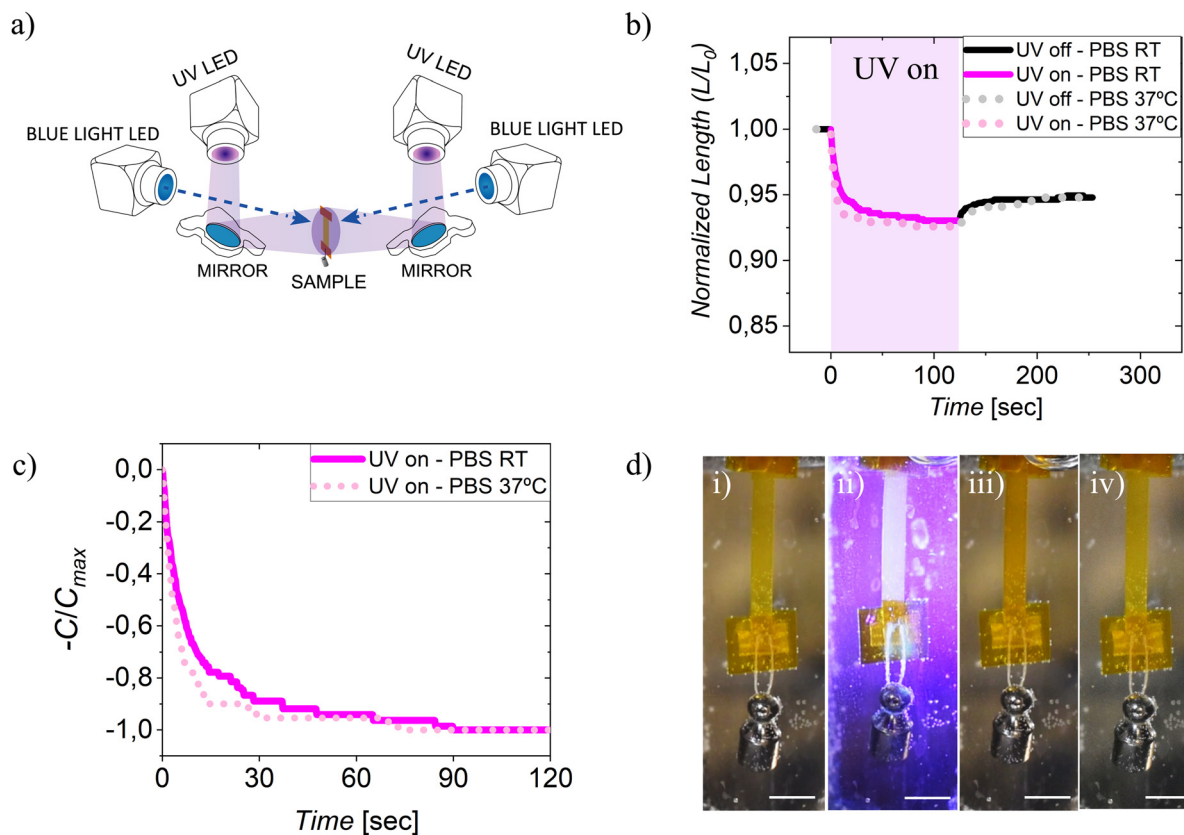 a)
UV LED
UV LED
BLUE LIGHT LED
BLUE LIGHT LED
MIRROR
SAMPLE
MIRROR
b)
Normalized Length (L/L0)
1,05
1,00
0,95
0,90
0,85
UV on
UV off - PBS RT
UV on - PBS RT
UV off - PBS 37ºC
UV on - PBS 37ºC
0
100
200
300
Time [sec]
c)
-C/Cmax
0,0
-0,2
-0,4
-0,6
-0,8
-1,0
UV on - PBS RT
UV on - PBS 37ºC
0
30
60
90
120
Time [sec]
d)
i)
ii)
iii)
iv)